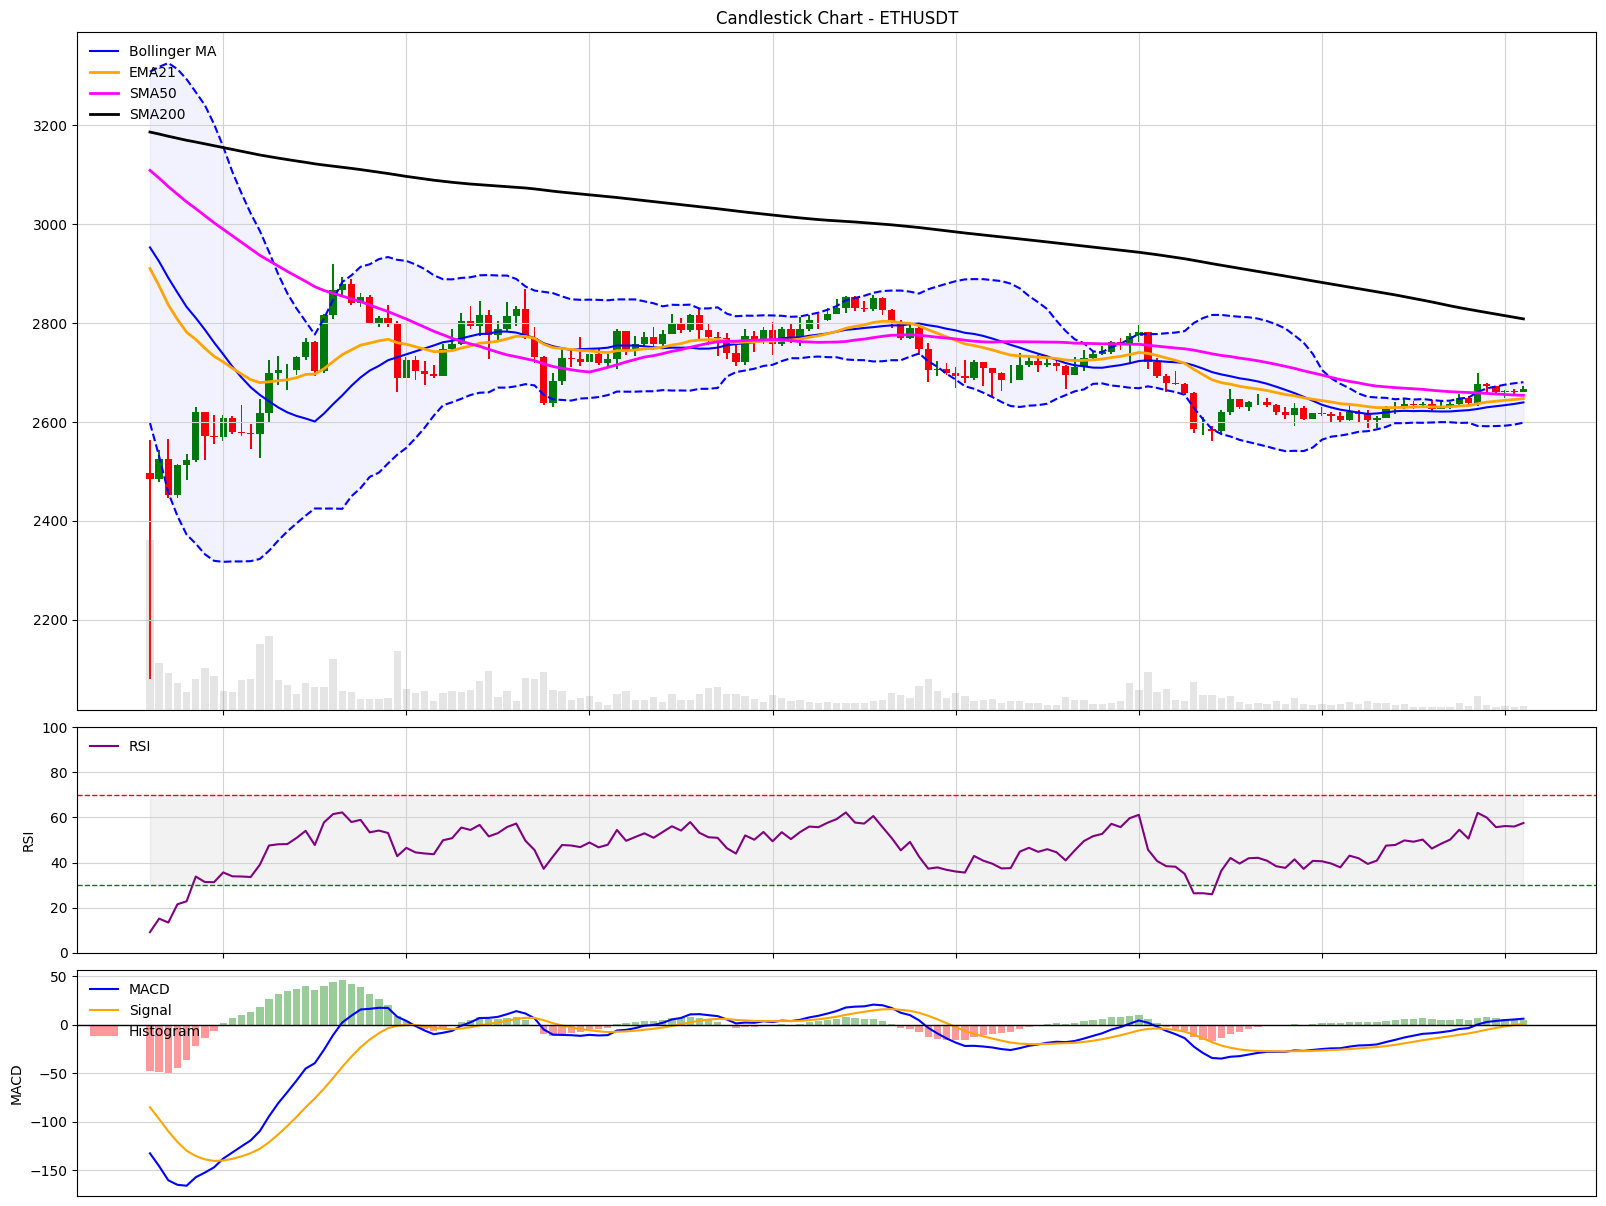 Candlestick Chart - ETHUSDT
Bollinger MA
EMA21
SMA50
SMA200
3200
3000
2800
2600
2400
2200
100
80
60
40
20
0
RSI
RSI
50
0
−50
−100
−150
MACD
MACD
Signal
Histogram